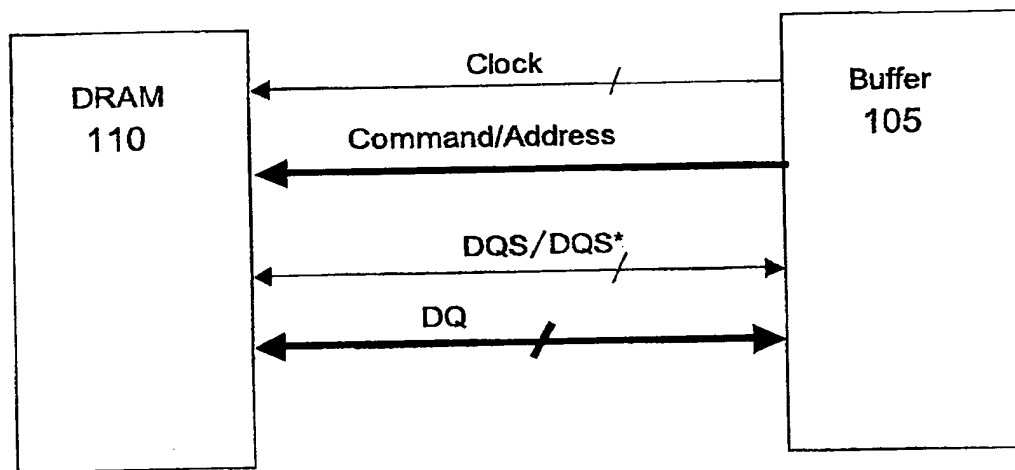 DRAM
110
Clock
Command/Address
DQS/DQS*
DQ
Buffer
105